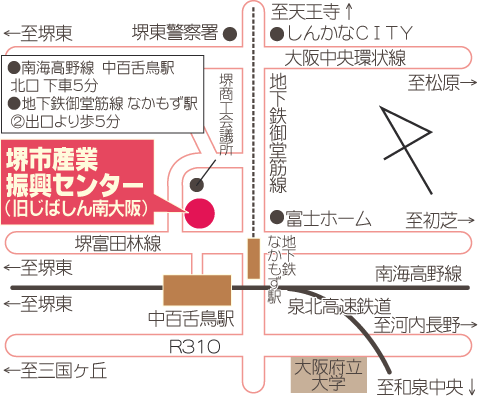 至天王寺↑
←至堺東
堺東警察署
しんかなCITY
大阪中央環状線
●南海高野線 中百舌鳥駅
北口 下車5分
●地下鉄御堂筋線 なかもず駅
②出口より歩5分
堺商工会議所
地下鉄御堂筋線
至松原→
堺市産業
振興センター
(旧じばしん南大阪)
富士ホーム
至初芝→
堺富田林線
地下鉄
なかもず駅
←至堺東
南海高野線
←至堺東
中百舌鳥駅
泉北高速鉄道
至河内長野→
R310
←至三国ヶ丘
大阪府立
大学
至和泉中央↓